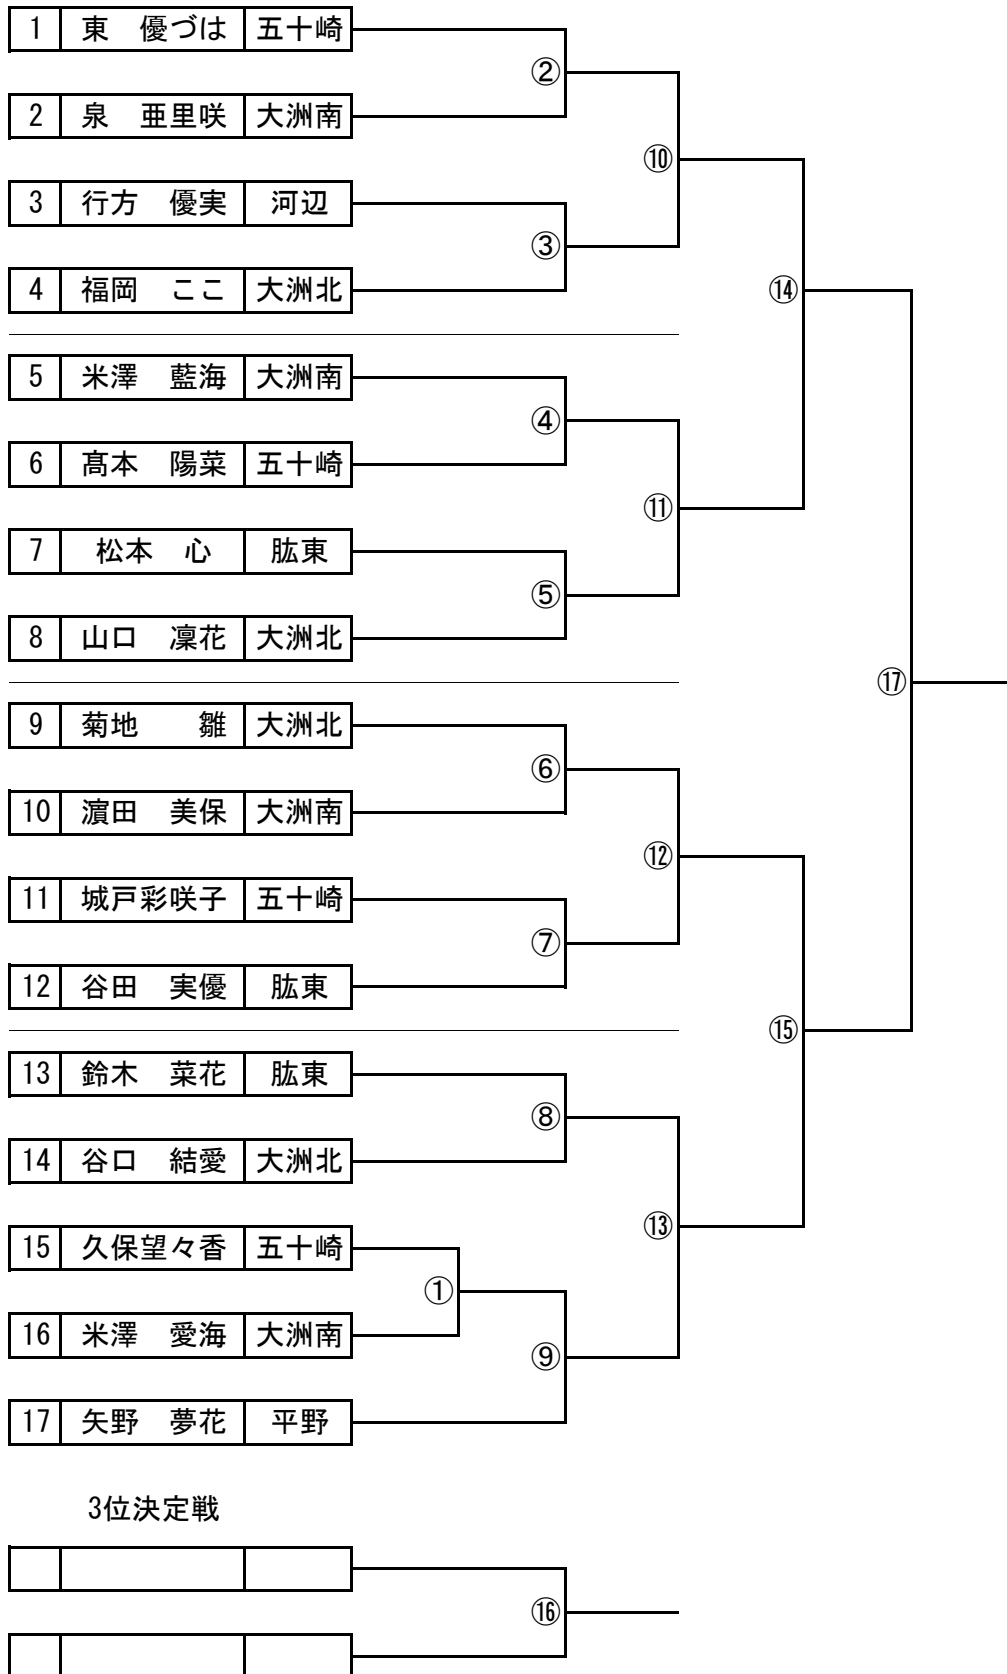 1 東　優づは 五十崎
②
2 泉　亜里咲 大洲南
⑩
3 行方　優実 河辺
③
4 福岡　ここ 大洲北
⑭
5 米澤　藍海 大洲南
④
6 髙本　陽菜 五十崎
⑪
7 松本　心 肱東
⑤
8 山口　凜花 大洲北
⑰
9 菊地　　雛 大洲北
⑥
10 濵田　美保 大洲南
⑫
11 城戸彩咲子 五十崎
⑦
12 谷田　実優 肱東
⑮
13 鈴木　菜花 肱東
⑧
14 谷口　結愛 大洲北
⑬
15 久保望々香 五十崎
①
16 米澤　愛海 大洲南
⑨
17 矢野　夢花 平野
3位決定戦
⑯